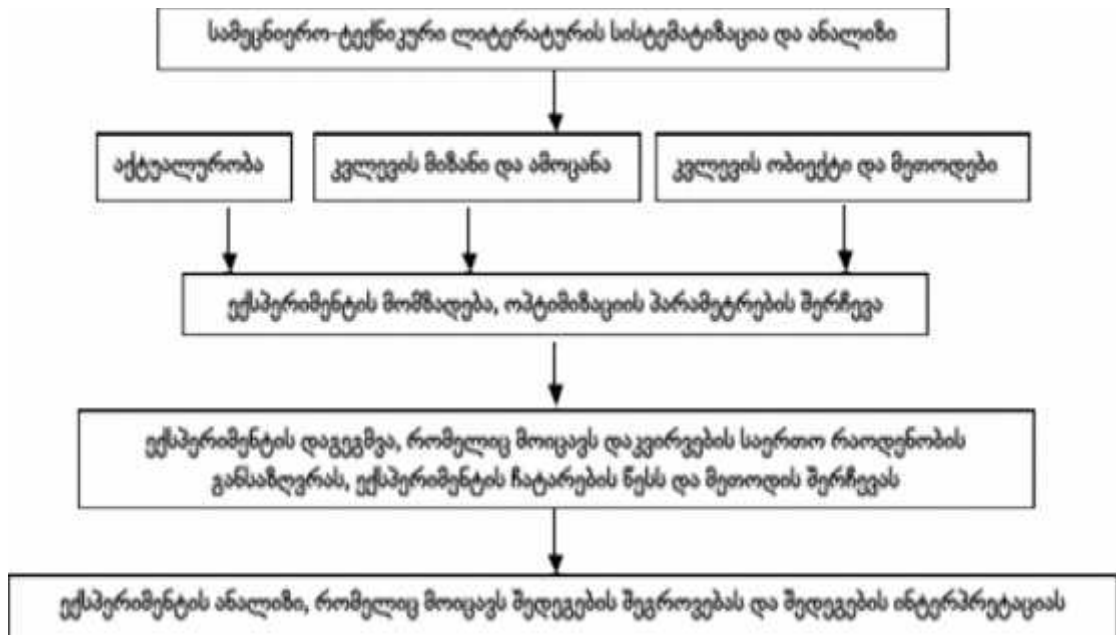 სამეცნიერო-ტექნიკური ლიტერატურის სისტემატიზაცია და ანალიზი
აქტუალურობა
კვლევის მიზანი და ამოცანა
კვლევის ობიექტი და მეთოდები
ექსპერიმენტის მომზადება, ოპტიმიზაციის პარამეტრების შერჩევა
ექსპერიმენტის დაგეგმვა, რომელიც მოიცავს დაკვირვების საერთო რაოდენობის
განსაზღვრას, ექსპერიმენტის ჩატარების წესს და მეთოდის შერჩევას
ექსპერიმენტის ანალიზი, რომელიც მოიცავს შედეგების შეგროვებას და შედეგების ინტერპრეტაციას